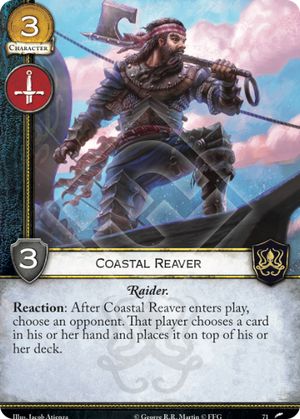 3
CHARACTER
3
COASTAL REAVER
Raider.
Reaction: After Coastal Reaver enters play,
choose an opponent. That player chooses a card
in his or her hand and places it on top of his or
her deck.
Illus. Jacob Atienza © George R.R. Martin © FFG 71